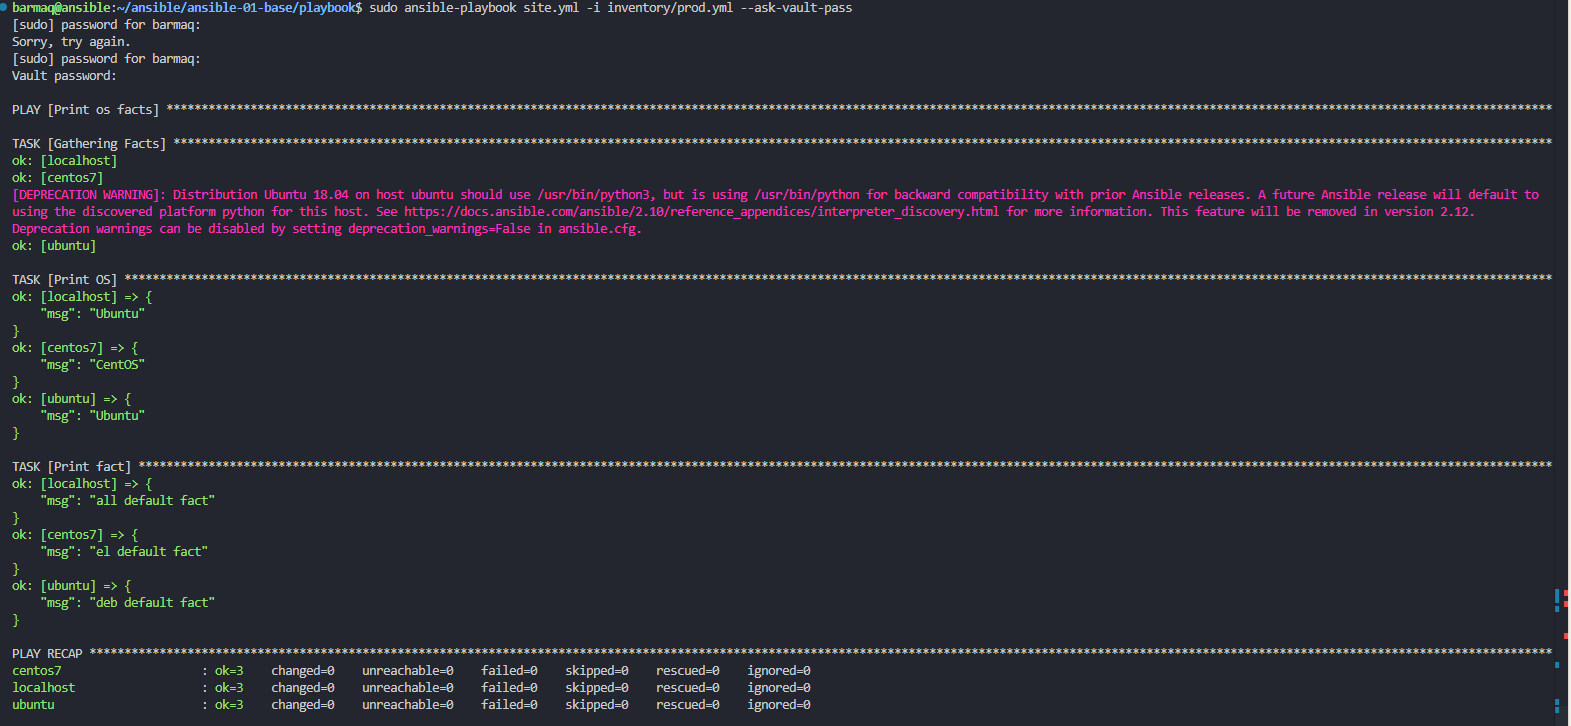 barmaq@ansible:~/ansible/ansible-01-base/playbook$ sudo ansible-playbook site.yml -i inventory/prod.yml --ask-vault-pass
[sudo] password for barmaq:
Sorry, try again.
[sudo] password for barmaq:
Vault password:
PLAY [Print os facts] ******************************************************************************************************************************************************************************************************
TASK [Gathering Facts] *****************************************************************************************************************************************************************************************************
ok: [localhost]
ok: [centos7]
[DEPRECATION WARNING]: Distribution Ubuntu 18.04 on host ubuntu should use /usr/bin/python3, but is using /usr/bin/python for backward compatibility with prior Ansible releases. A future Ansible release will default to
using the discovered platform python for this host. See https://docs.ansible.com/ansible/2.10/reference_appendices/interpreter_discovery.html for more information. This feature will be removed in version 2.12.
Deprecation warnings can be disabled by setting deprecation_warnings=False in ansible.cfg.
ok: [ubuntu]
TASK [Print OS] ************************************************************************************************************************************************************************************************************
ok: [localhost] => {
    "msg": "Ubuntu"
}
ok: [centos7] => {
    "msg": "CentOS"
}
ok: [ubuntu] => {
    "msg": "Ubuntu"
}
TASK [Print fact] **********************************************************************************************************************************************************************************************************
ok: [localhost] => {
    "msg": "all default fact"
}
ok: [centos7] => {
    "msg": "el default fact"
}
ok: [ubuntu] => {
    "msg": "deb default fact"
}
PLAY RECAP *****************************************************************************************************************************************************************************************************************
centos7                    : ok=3    changed=0    unreachable=0    failed=0    skipped=0    rescued=0    ignored=0
localhost                  : ok=3    changed=0    unreachable=0    failed=0    skipped=0    rescued=0    ignored=0
ubuntu                     : ok=3    changed=0    unreachable=0    failed=0    skipped=0    rescued=0    ignored=0